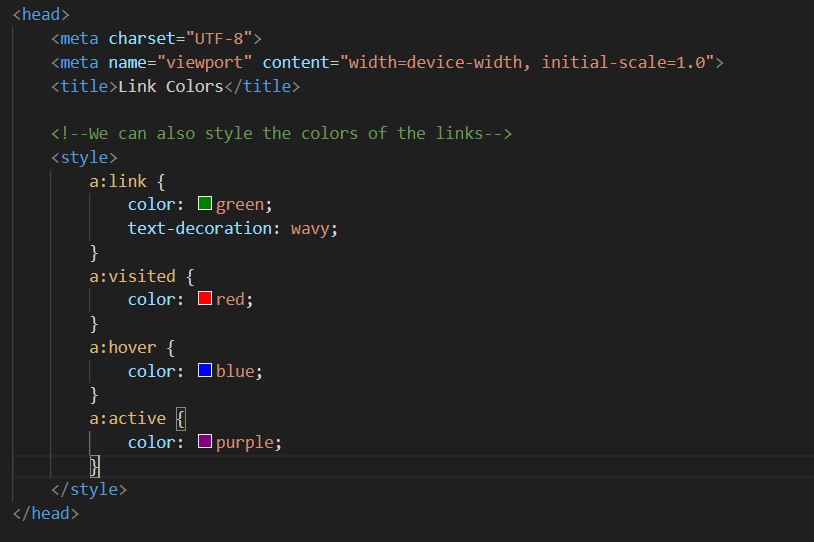 <head>
    <meta charset="UTF-8">
    <meta name="viewport" content="width=device-width, initial-scale=1.0">
    <title>Link Colors</title>

    <!--We can also style the colors of the links-->
    <style>
        a:link {
            color: green;
            text-decoration: wavy;
        }
        a:visited {
            color: red;
        }
        a:hover {
            color: blue;
        }
        a:active {
            color: purple;
        }
    </style>
</head>